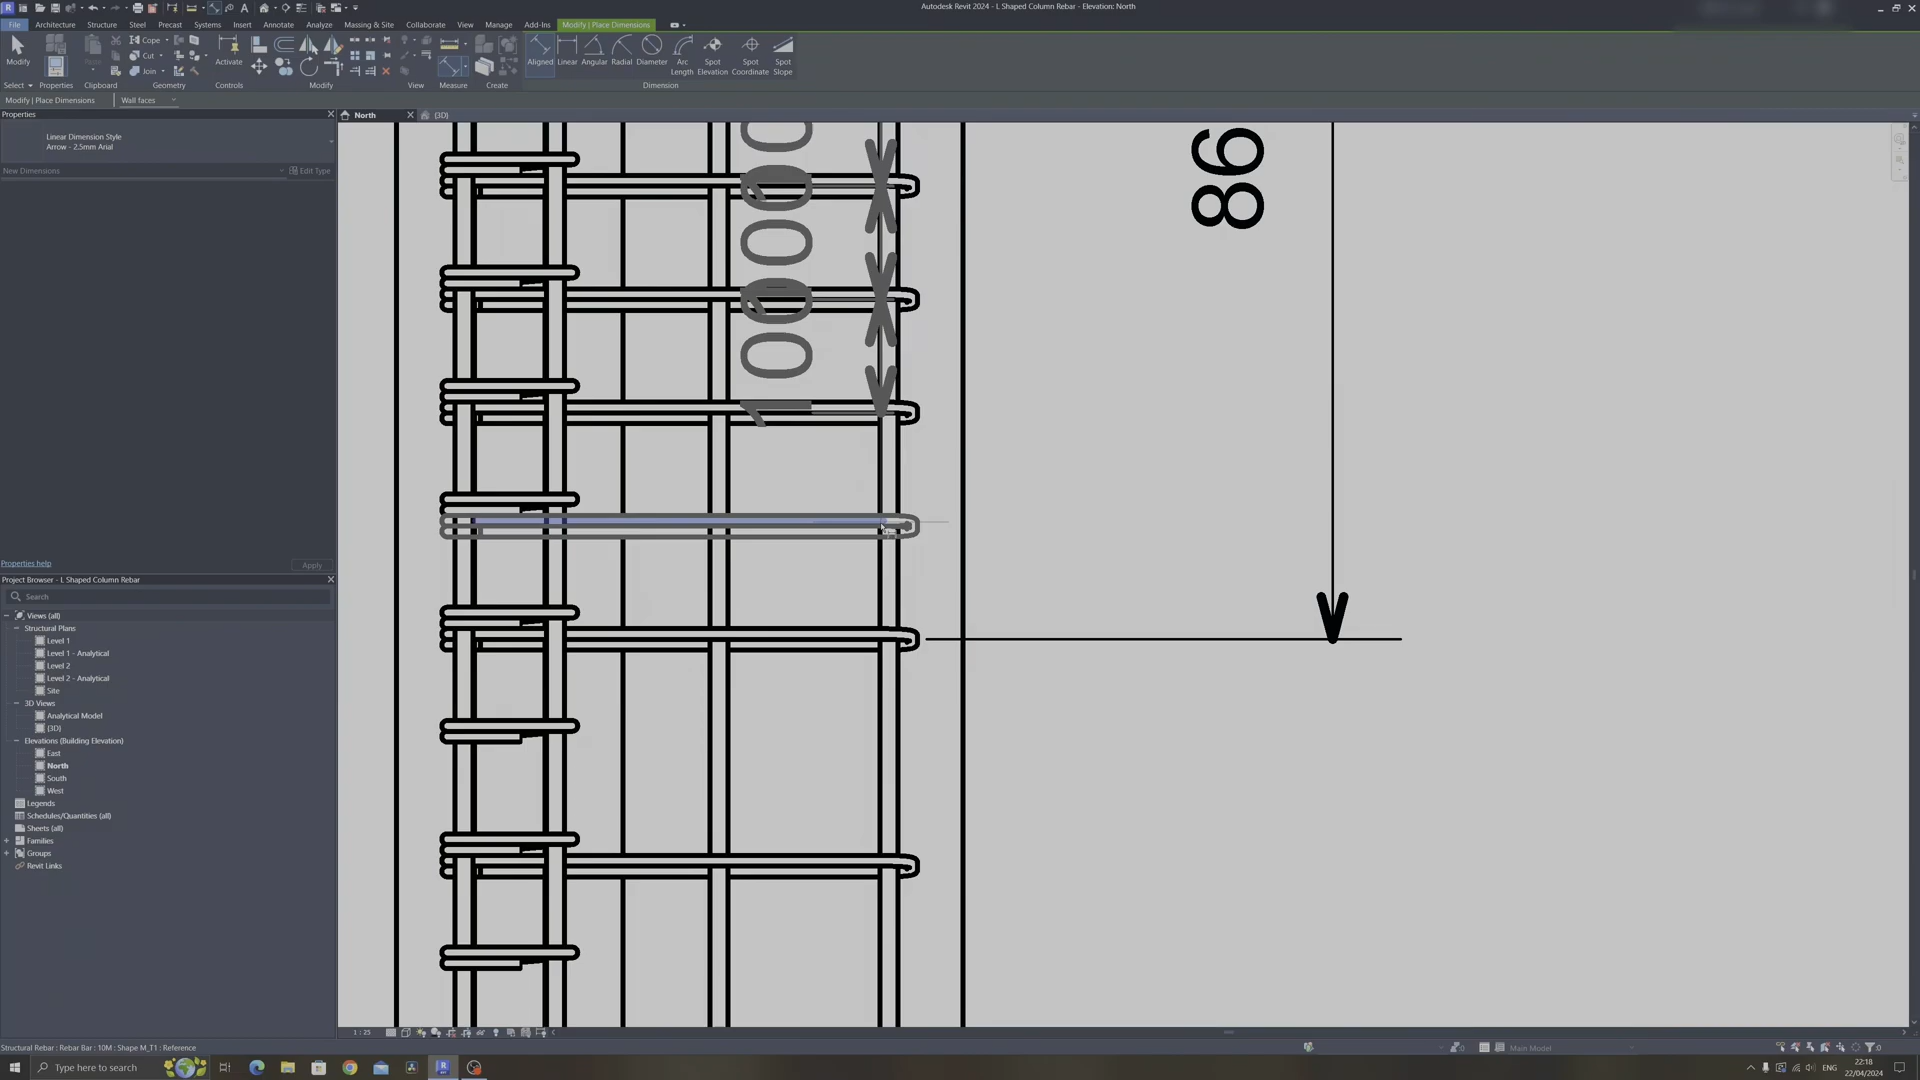 Autodesk Revit 2024 - L Shaped Column Rebar - Elevation: North
File Architecture Structure Steel Precast Systems Insert Annotate Analyze Massing & Site Collaborate View Manage Add-Ins Modify | Place Dimensions
Modify Cope Cut Join Activate Aligned Linear Angular Radial Diameter Arc Length Spot Elevation Spot Coordinate Spot Slope
Select Properties Clipboard Geometry Controls Modify View Measure Create Dimension
Modify | Place Dimensions Wall faces
Properties
North
{3D}
Linear Dimension Style
Arrow - 2.5mm Arial
New Dimensions
Edit Type
86
100
Properties help
Apply
Project Browser - L Shaped Column Rebar
Search
Views (all)
Structural Plans
Level 1
Level 1 - Analytical
Level 2
Level 2 - Analytical
Site
3D Views
Analytical Model
{3D}
Elevations (Building Elevation)
East
North
South
West
Legends
Schedules/Quantities (all)
Sheets (all)
Families
Groups
Revit Links
1 : 25
Structural Rebar : Rebar Bar : 10M : Shape M_T1 : Reference
:0
Main Model
:0
Type here to search
ENG
22:18
22/04/2024